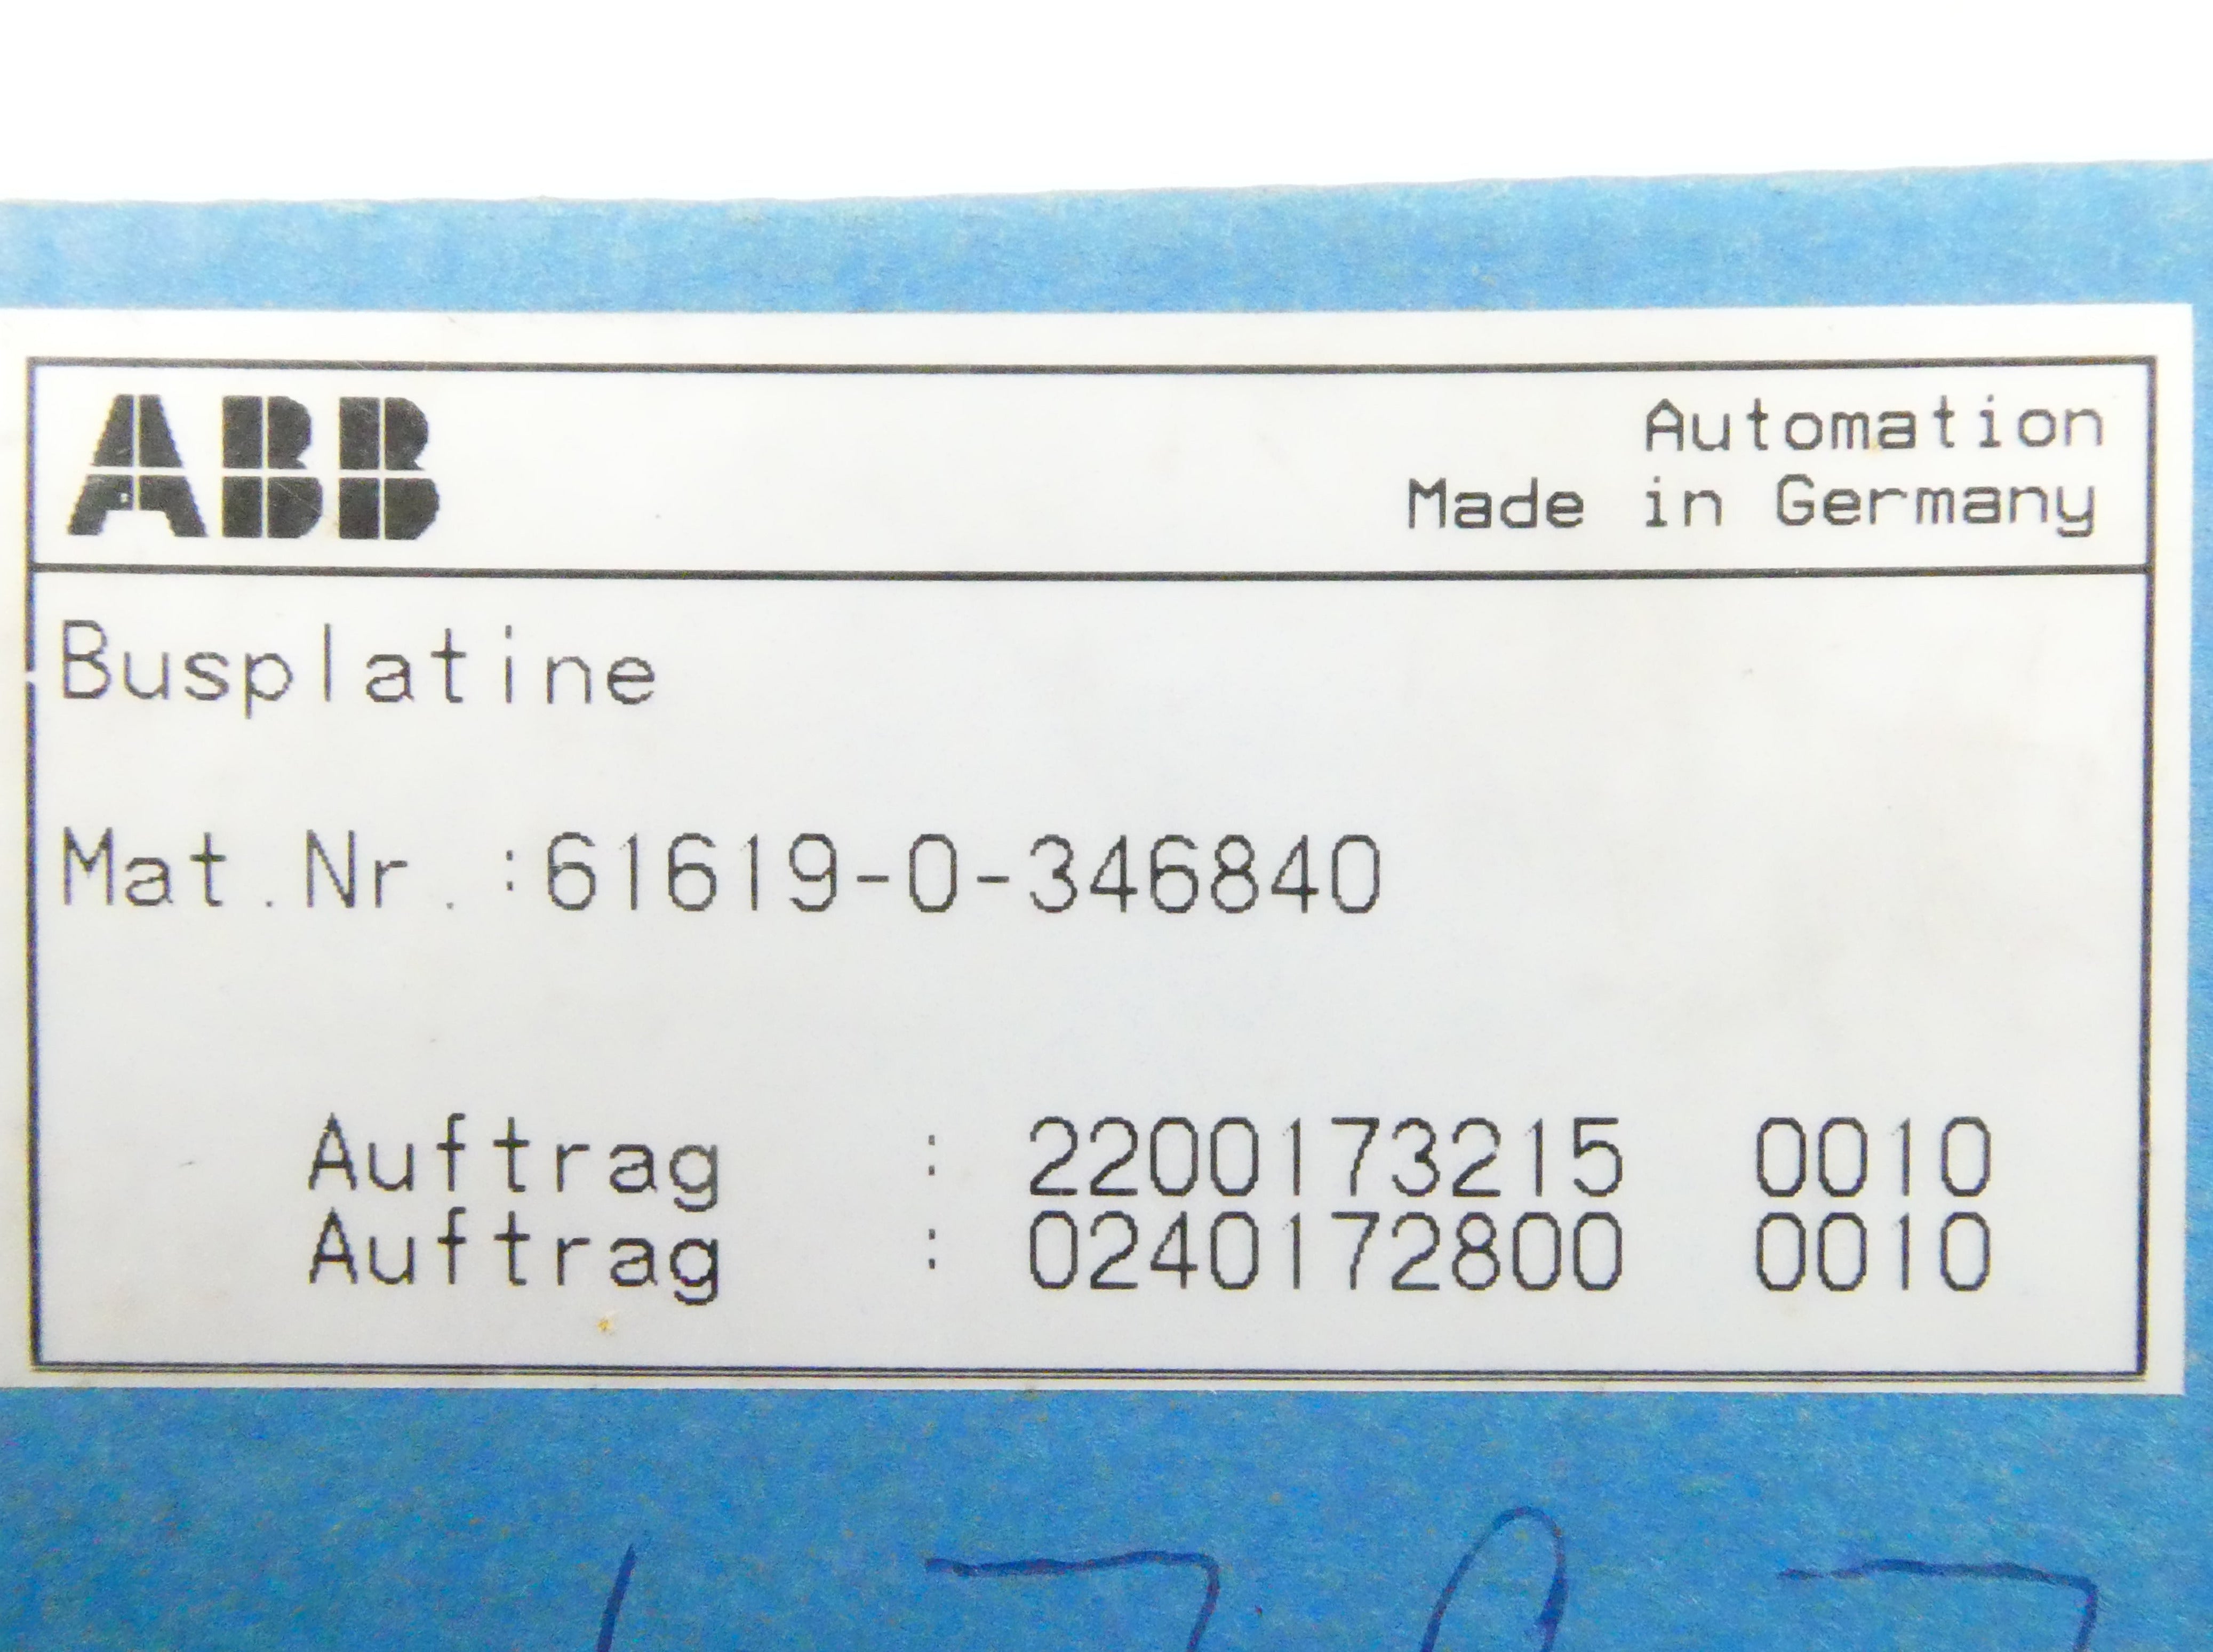 ABB
Automation
Made in Germany
Busplatine
Mat.Nr.:61619-0-346840
Auftrag : 2200173215 0010
Auftrag : 0240172800 0010